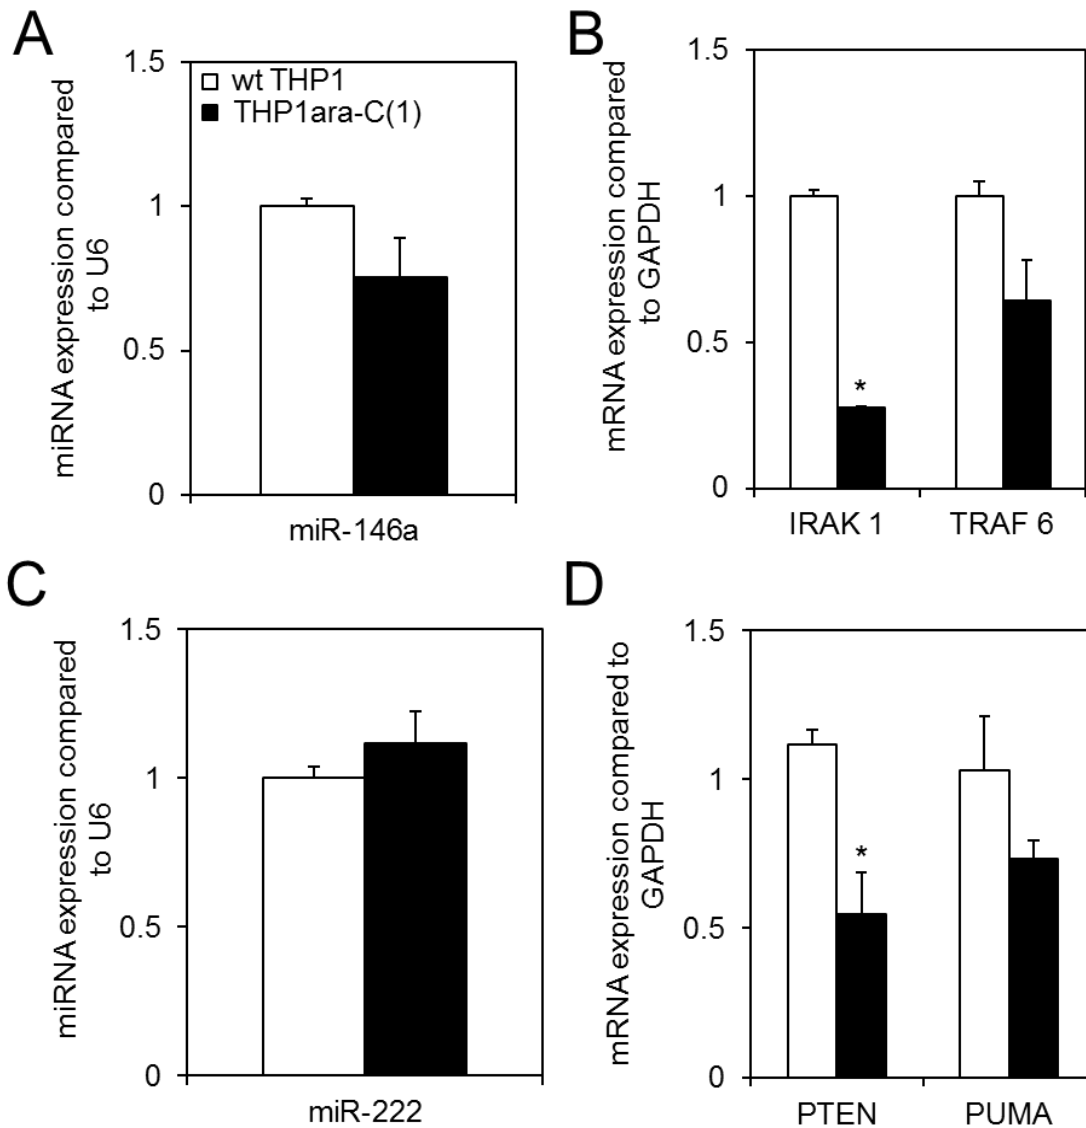 A
miRNA expression compared
to U6
1.5
1
0.5
0
wt THP1
THP1ara-C(1)
miR-146a
B
mRNA expression compared
to GAPDH
1.5
1
0.5
0
*
IRAK 1
TRAF 6
C
miRNA expression compared
to U6
1.5
1
0.5
0
miR-222
D
mRNA expression compared to
GAPDH
1.5
1
0.5
0
*
PTEN
PUMA